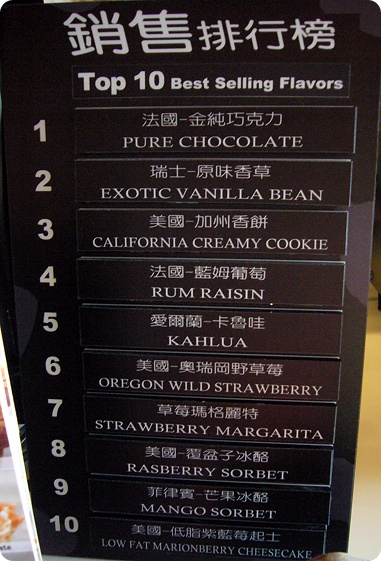 銷售排行榜
Top 10 Best Selling Flavors
1 法國-金純巧克力
PURE CHOCOLATE
2 瑞士-原味香草
EXOTIC VANILLA BEAN
3 美國-加州香餅
CALIFORNIA CREAMY COOKIE
4 法國-藍姆葡萄
RUM RAISIN
5 愛爾蘭-卡魯哇
KAHLUA
6 美國-奧瑞岡野草莓
OREGON WILD STRAWBERRY
7 草莓瑪格麗特
STRAWBERRY MARGARITA
8 美國-覆盆子冰酪
RASBERRY SORBET
9 菲律賓-芒果冰酪
MANGO SORBET
10 美國-低脂紫藍莓起士
LOW FAT MARIONBERRY CHEESECAKE